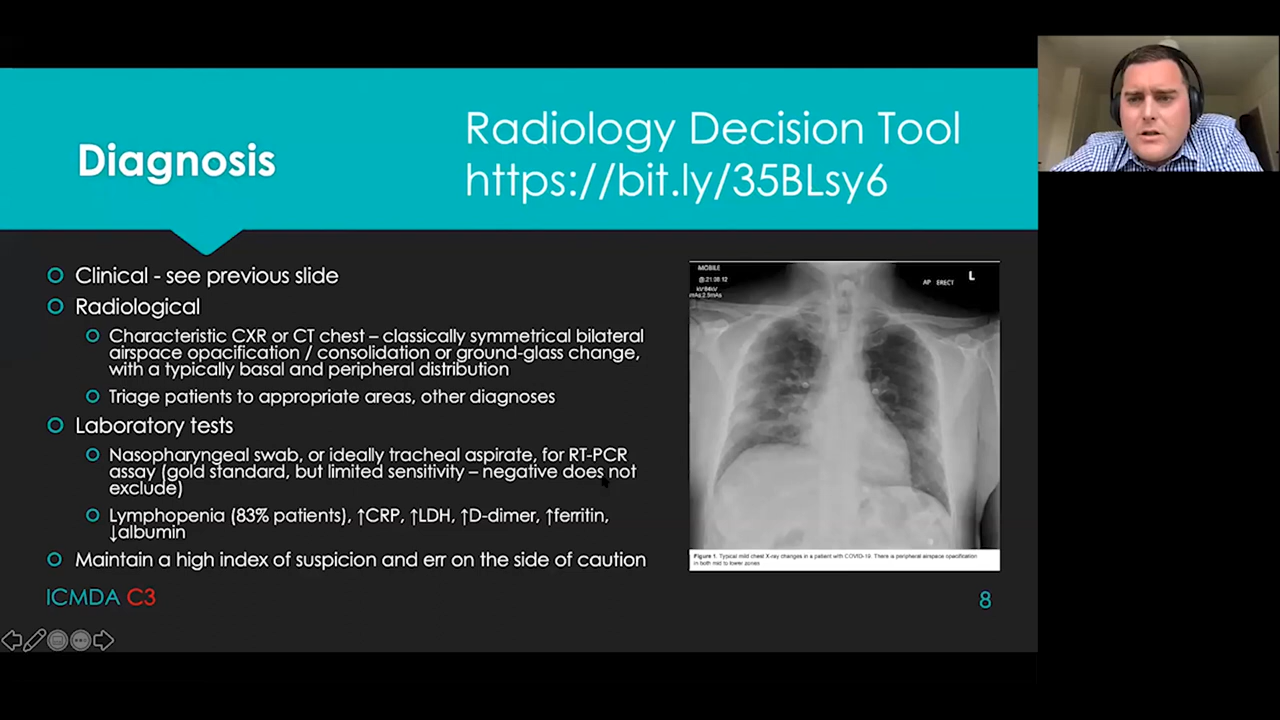 Diagnosis
Radiology Decision Tool
https://bit.ly/35BLsy6
Clinical - see previous slide
Radiological
Characteristic CXR or CT chest – classically symmetrical bilateral
airspace opacification / consolidation or ground-glass change,
with a typically basal and peripheral distribution
Triage patients to appropriate areas, other diagnoses
Laboratory tests
Nasopharyngeal swab, or ideally tracheal aspirate, for RT-PCR
assay (gold standard, but limited sensitivity – negative does not
exclude)
Lymphopenia (83% patients), ↑CRP, ↑LDH, ↑D-dimer, ↑ferritin,
↓albumin
Maintain a high index of suspicion and err on the side of caution
MOBILE
AP ERECT
L
Figure 1. Typical mild chest X-ray changes in a patient with COVID-19. There is peripheral airspace opacification
in both mid to lower zones
ICMDA C3
8